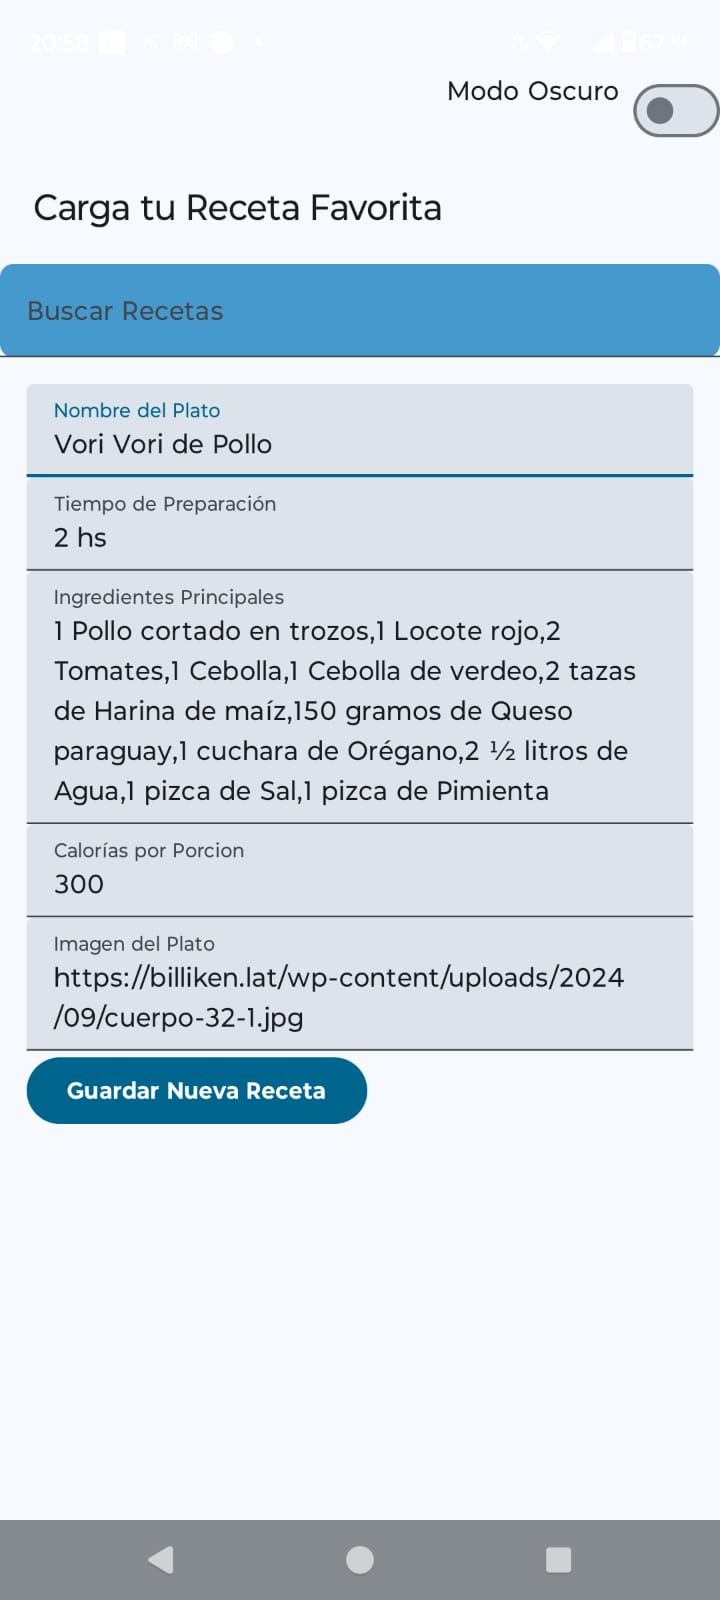 20:58
67 %
Modo Oscuro
Carga tu Receta Favorita
Buscar Recetas
Nombre del Plato
Vori Vori de Pollo
Tiempo de Preparación
2 hs
Ingredientes Principales
1 Pollo cortado en trozos,1 Locote rojo,2
Tomates,1 Cebolla,1 Cebolla de verdeo,2 tazas
de Harina de maíz,150 gramos de Queso
paraguay,1 cuchara de Orégano,2 ½ litros de
Agua,1 pizca de Sal,1 pizca de Pimienta
Calorías por Porcion
300
Imagen del Plato
https://billiken.lat/wp-content/uploads/2024
/09/cuerpo-32-1.jpg
Guardar Nueva Receta